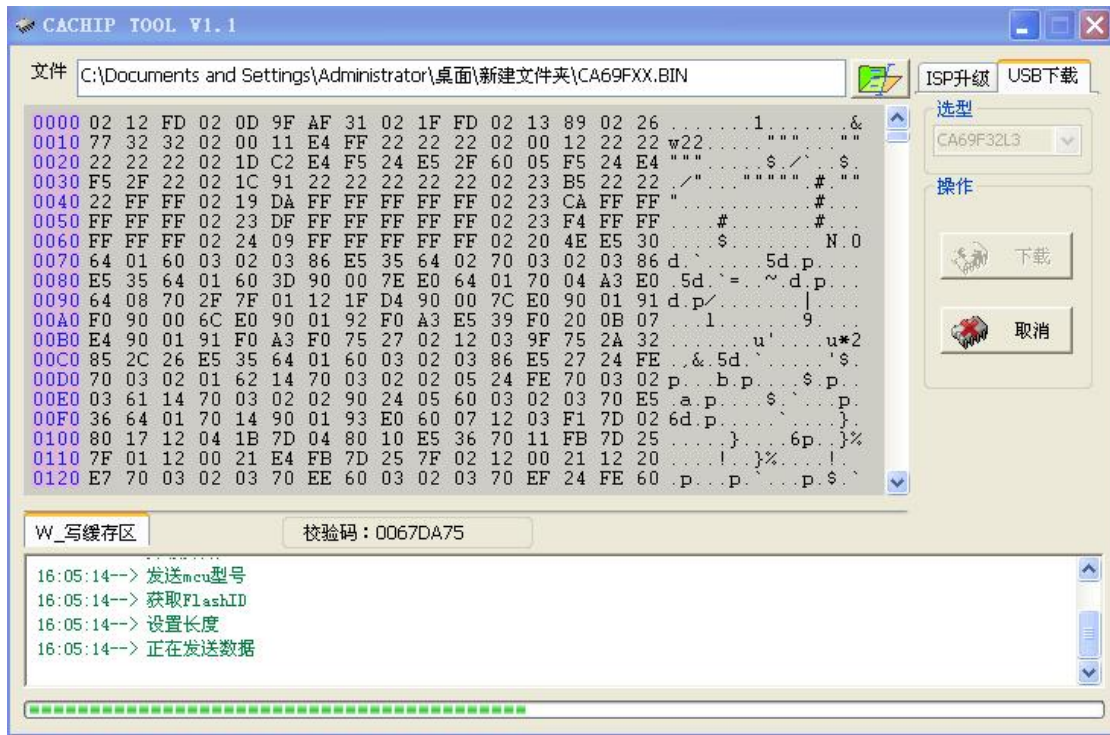 CACHIP TOOL V1.1
文件 C:\Documents and Settings\Administrator\桌面\新建文件夹\CA69FXX.BIN
ISP升级 USB下载
选型
CA69F32L3
操作
下载
取消
0000 02 12 FD 02 0D 9F AF 31 02 1F FD 02 13 89 02 26 .......1.......&
0010 77 32 32 02 00 11 E4 FF 22 22 22 02 00 12 22 22 w22....."""...""
0020 22 22 22 02 1D C2 E4 F5 24 E5 2F 60 05 F5 24 E4 """.....$./`..$.
0030 F5 2F 22 02 1C 91 22 22 22 22 22 02 23 B5 22 22 ./"...""""".#.""
0040 22 FF FF 02 19 DA FF FF FF FF FF 02 23 CA FF FF "...........#...
0050 FF FF FF 02 23 DF FF FF FF FF FF 02 23 F4 FF FF ....#.......#...
0060 FF FF FF 02 24 09 FF FF FF FF FF 02 20 4E E5 30 ....$....... N.0
0070 64 01 60 03 02 03 86 E5 35 64 02 70 03 02 03 86 d.`.....5d.p....
0080 E5 35 64 01 60 3D 90 00 7E E0 64 01 70 04 A3 E0 .5d.`=..~.d.p...
0090 64 08 70 2F 7F 01 12 1F D4 90 00 7C E0 90 01 91 d.p/.......|....
00A0 F0 90 00 6C E0 90 01 92 F0 A3 E5 39 F0 20 0B 07 ...l.......9. ..
00B0 E4 90 01 91 F0 A3 F0 75 27 02 12 03 9F 75 2A 32 .......u'....u*2
00C0 85 2C 26 E5 35 64 01 60 03 02 03 86 E5 27 24 FE .,&.5d.`.....'$.
00D0 70 03 02 01 62 14 70 03 02 02 05 24 FE 70 03 02 p...b.p....$.p..
00E0 03 61 14 70 03 02 02 90 24 05 60 03 02 03 70 E5 .a.p....$.`...p.
00F0 36 64 01 70 14 90 01 93 E0 60 07 12 03 F1 7D 02 6d.p.....`....}.
0100 80 17 12 04 1B 7D 04 80 10 E5 36 70 11 FB 7D 25 .....}....6p..}%
0110 7F 01 12 00 21 E4 FB 7D 25 7F 02 12 00 21 12 20 ....!..}%....!. 
0120 E7 70 03 02 03 70 EE 60 03 02 03 70 EF 24 FE 60 .p...p.`...p.$.`
W_写缓存区 校验码：0067DA75
16:05:14--> 发送mcu型号
16:05:14--> 获取FlashID
16:05:14--> 设置长度
16:05:14--> 正在发送数据